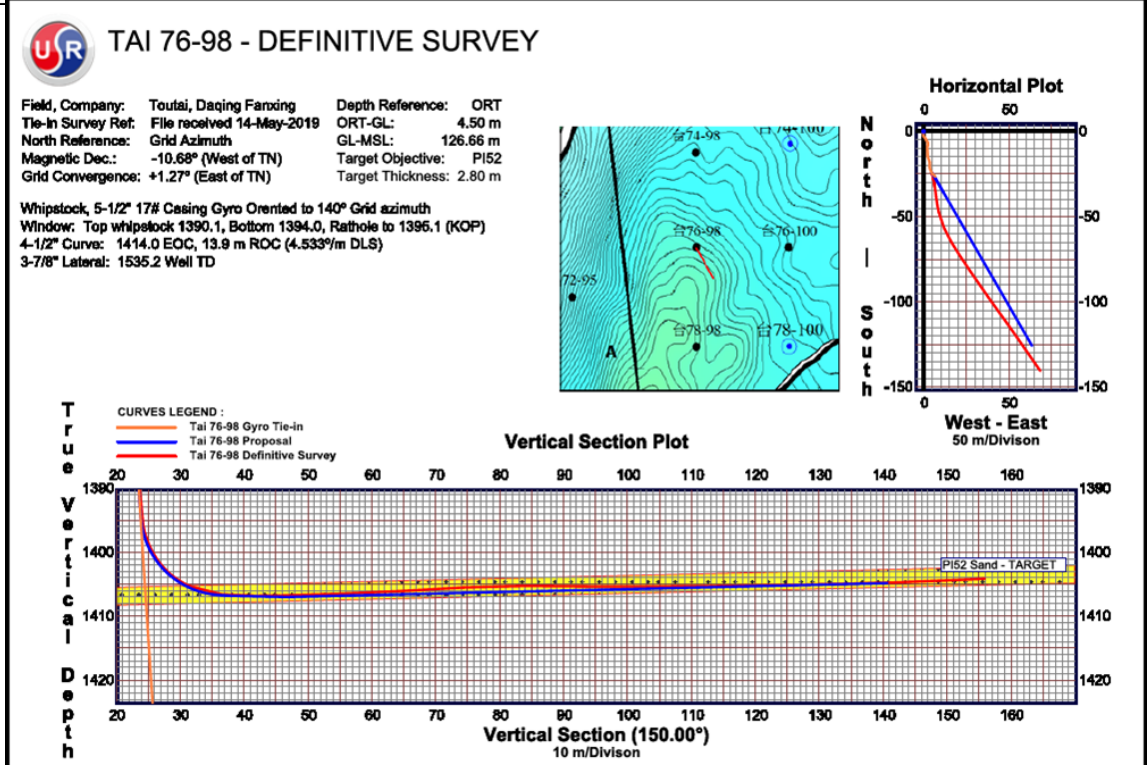 USR
TAI 76-98 - DEFINITIVE SURVEY
Field, Company: Toutai, Daqing Fanxing
Tie-In Survey Ref: File received 14-May-2019
North Reference: Grid Azimuth
Magnetic Dec.: -10.68° (West of TN)
Grid Convergence: +1.27° (East of TN)
Depth Reference: ORT
ORT-GL: 4.50 m
GL-MSL: 126.66 m
Target Objective: PI52
Target Thickness: 2.80 m
Whipstock, 5-1/2" 17# Casing Gyro Orented to 140° Grid azimuth
Window: Top whipstock 1390.1, Bottom 1394.0, Rathole to 1395.1 (KOP)
4-1/2" Curve: 1414.0 EOC, 13.9 m ROC (4.533°/m DLS)
3-7/8" Lateral: 1535.2 Well TD
台74-98 台74-100
台76-98 台76-100
72-95
台78-98 台78-100
A
Horizontal Plot
0 50
North | South
0 0
-50 -50
-100 -100
-150 -150
0 50
West - East
50 m/Divison
CURVES LEGEND :
Tai 76-98 Gyro Tie-in
Tai 76-98 Proposal
Tai 76-98 Definitive Survey
Vertical Section Plot
True Vertical Depth
20 30 40 50 60 70 80 90 100 110 120 130 140 150 160
1390 1390
1400 1400
PI52 Sand - TARGET
1410 1410
1420 1420
20 30 40 50 60 70 80 90 100 110 120 130 140 150 160
Vertical Section (150.00°)
10 m/Divison